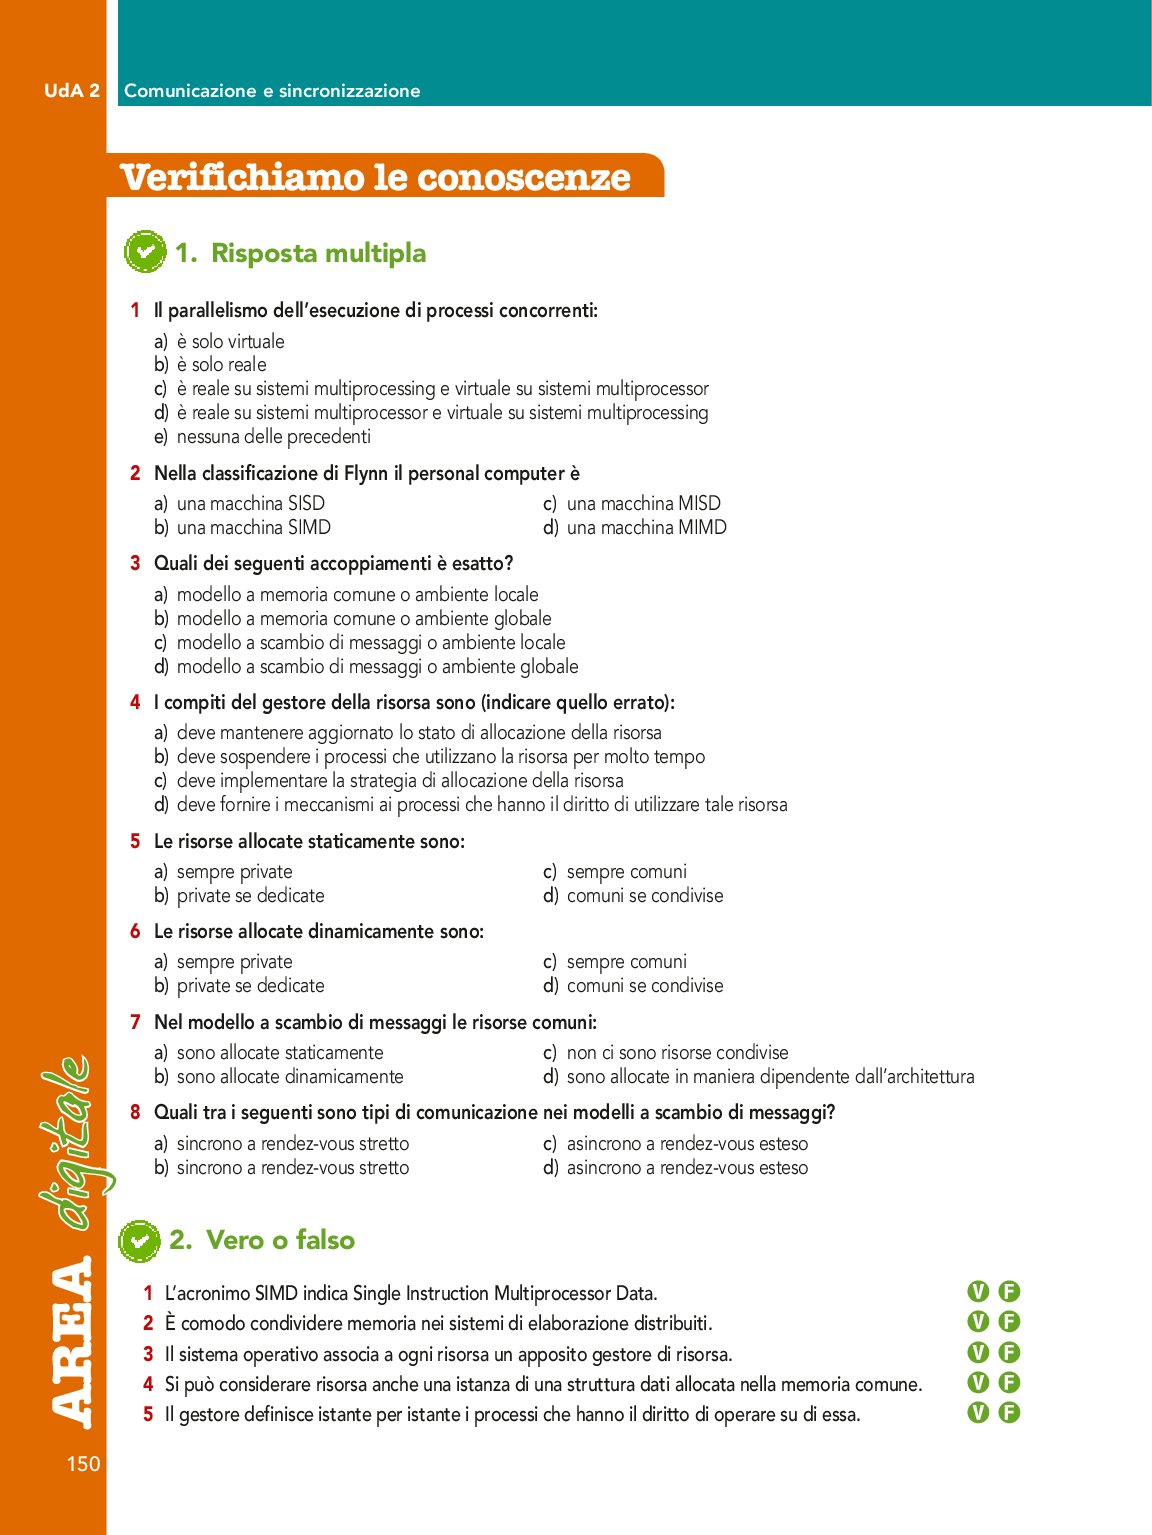 UdA 2 Comunicazione e sincronizzazione
Verifichiamo le conoscenze
1. Risposta multipla
1 Il parallelismo dell’esecuzione di processi concorrenti:
a) è solo virtuale
b) è solo reale
c) è reale su sistemi multiprocessing e virtuale su sistemi multiprocessor
d) è reale su sistemi multiprocessor e virtuale su sistemi multiprocessing
e) nessuna delle precedenti
2 Nella classificazione di Flynn il personal computer è
a) una macchina SISD
b) una macchina SIMD
c) una macchina MISD
d) una macchina MIMD
3 Quali dei seguenti accoppiamenti è esatto?
a) modello a memoria comune o ambiente locale
b) modello a memoria comune o ambiente globale
c) modello a scambio di messaggi o ambiente locale
d) modello a scambio di messaggi o ambiente globale
4 I compiti del gestore della risorsa sono (indicare quello errato):
a) deve mantenere aggiornato lo stato di allocazione della risorsa
b) deve sospendere i processi che utilizzano la risorsa per molto tempo
c) deve implementare la strategia di allocazione della risorsa
d) deve fornire i meccanismi ai processi che hanno il diritto di utilizzare tale risorsa
5 Le risorse allocate staticamente sono:
a) sempre private
b) private se dedicate
c) sempre comuni
d) comuni se condivise
6 Le risorse allocate dinamicamente sono:
a) sempre private
b) private se dedicate
c) sempre comuni
d) comuni se condivise
7 Nel modello a scambio di messaggi le risorse comuni:
a) sono allocate staticamente
b) sono allocate dinamicamente
c) non ci sono risorse condivise
d) sono allocate in maniera dipendente dall’architettura
8 Quali tra i seguenti sono tipi di comunicazione nei modelli a scambio di messaggi?
a) sincrono a rendez-vous stretto
b) sincrono a rendez-vous stretto
c) asincrono a rendez-vous esteso
d) asincrono a rendez-vous esteso
2. Vero o falso
1 L’acronimo SIMD indica Single Instruction Multiprocessor Data. V F
2 È comodo condividere memoria nei sistemi di elaborazione distribuiti. V F
3 Il sistema operativo associa a ogni risorsa un apposito gestore di risorsa. V F
4 Si può considerare risorsa anche una istanza di una struttura dati allocata nella memoria comune. V F
5 Il gestore definisce istante per istante i processi che hanno il diritto di operare su di essa. V F
AREA digitale
150